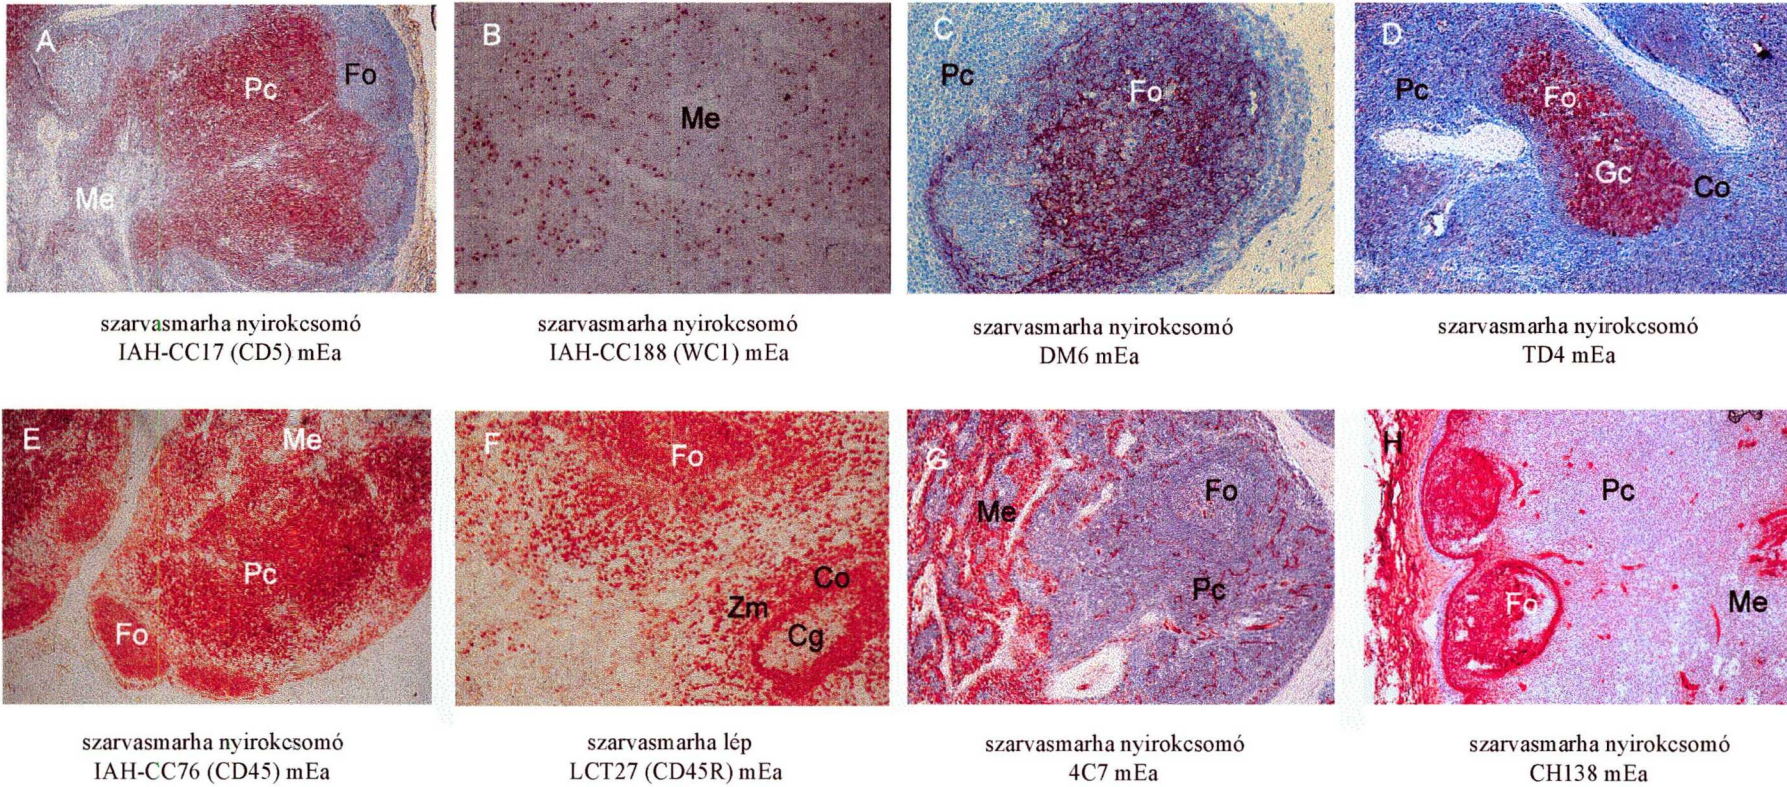 A
Pc
Fo
Me
szarvasmarha nyirokcsomó
IAH-CC17 (CD5) mEa
B
Me
szarvasmarha nyirokcsomó
IAH-CC188 (WC1) mEa
C
Pc
Fo
szarvasmarha nyirokcsomó
DM6 mEa
D
Pc
Fo
Gc
Co
szarvasmarha nyirokcsomó
TD4 mEa
E
Me
Pc
Fo
szarvasmarha nyirokcsomó
IAH-CC76 (CD45) mEa
F
Fo
Co
Zm
Cg
szarvasmarha lép
LCT27 (CD45R) mEa
G
Me
Fo
Pc
szarvasmarha nyirokcsomó
4C7 mEa
H
Pc
Fo
Me
szarvasmarha nyirokcsomó
CH138 mEa